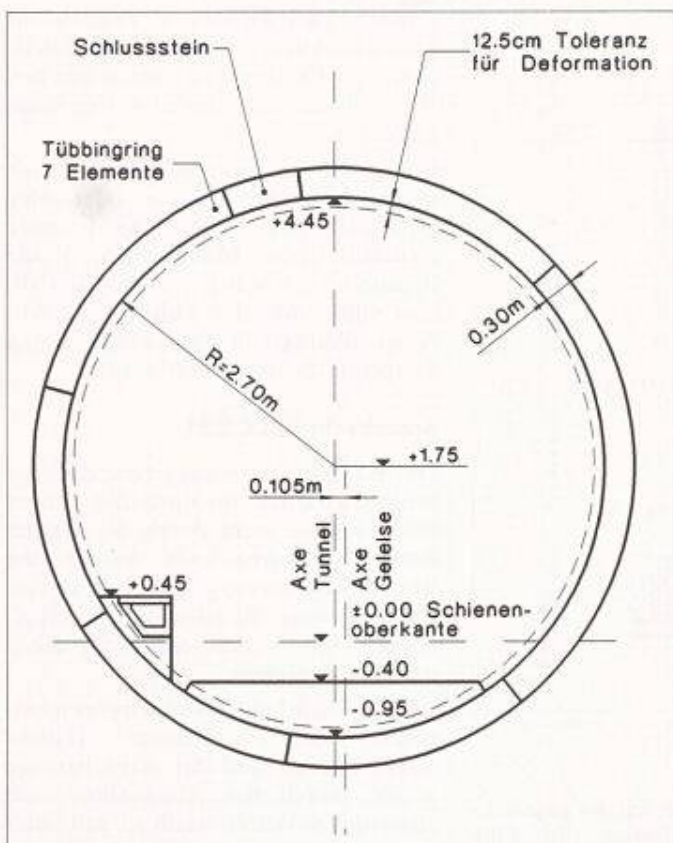 Schlussstein
12.5cm Toleranz
für Deformation
Tübbingring
7 Elemente
+4.45
0.30m
R=2.70m
+1.75
0.105m
Axe
Tunnel
Axe
Geleise
+0.45
±0.00 Schienen-
oberkante
-0.40
-0.95